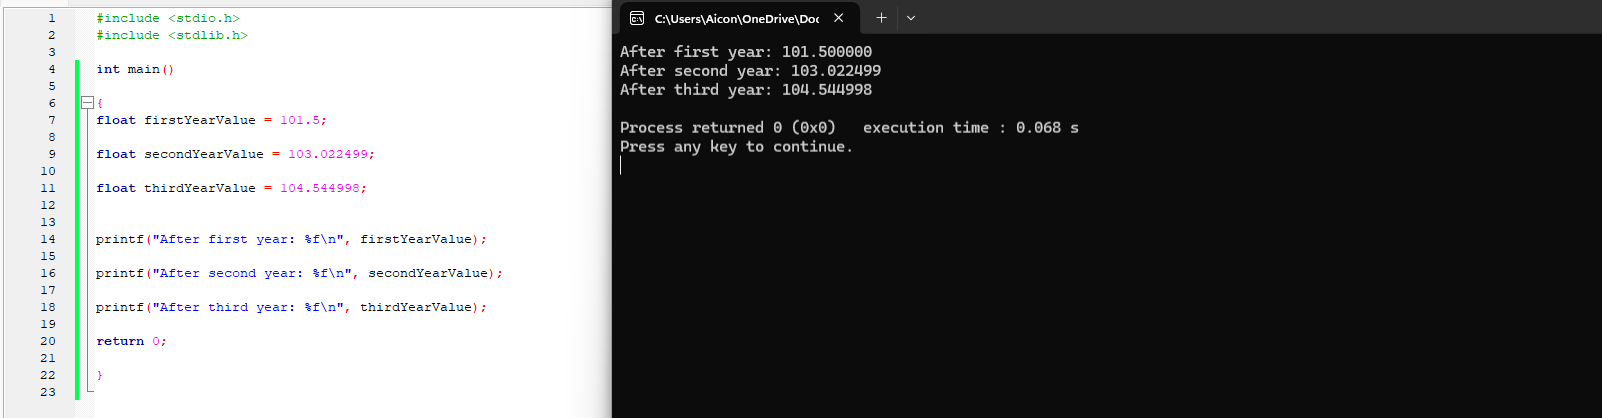 1 #include <stdio.h>
2 #include <stdlib.h>
3
4 int main()
5
6 {
7 float firstYearValue = 101.5;
8
9 float secondYearValue = 103.022499;
10
11 float thirdYearValue = 104.544998;
12
13
14 printf("After first year: %f\n", firstYearValue);
15
16 printf("After second year: %f\n", secondYearValue);
17
18 printf("After third year: %f\n", thirdYearValue);
19
20 return 0;
21
22 }
23
C:\Users\Aicon\OneDrive\Doc
After first year: 101.500000
After second year: 103.022499
After third year: 104.544998
Process returned 0 (0x0)   execution time : 0.068 s
Press any key to continue.